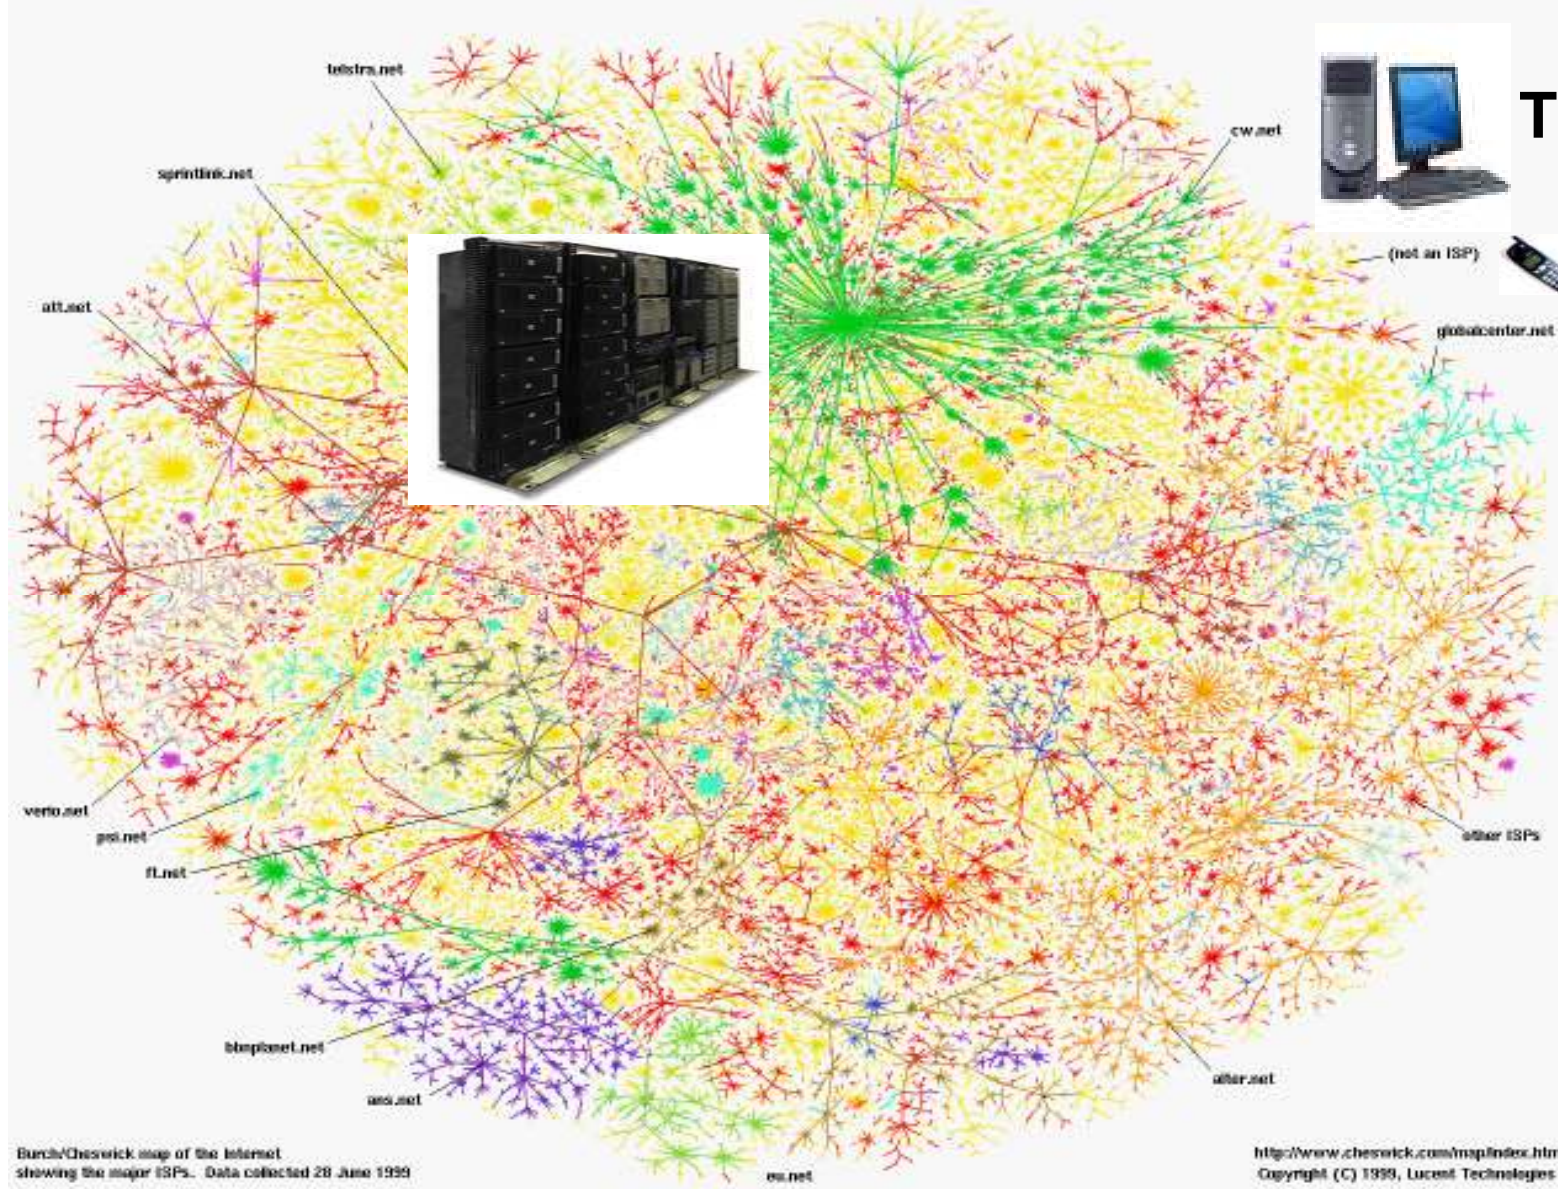 telstra.net
T
cw.net
sprintlink.net
(not an ISP)
att.net
globalcenter.net
verio.net
psi.net
other ISPs
ft.net
bbnplanet.net
alter.net
ans.net
Burch/Cheswick map of the Internet
showing the major ISPs. Data collected 28 June 1999
eu.net
http://www.cheswick.com/map/index.htm
Copyright (C) 1999, Lucent Technologies